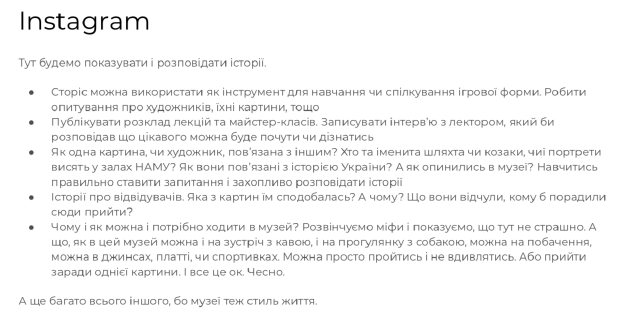 Instagram
Тут будемо показувати і розповідати історії.
● Сторіс можна використати як інструмент для навчання чи спілкування ігрової форми. Робити
опитування про художників, їхні картини, тощо
● Публікувати розклад лекцій та майстер-класів. Записувати інтерв'ю з лектором, який би
розповідав що цікавого можна буде почути чи дізнатись
● Як одна картина, чи художник, пов'язана з іншим? Хто та іменита шляхта чи козаки, чиї портрети
висять у залах НАМУ? Як вони пов'язані з історією України? А як опинились в музеї? Навчитись
правильно ставити запитання і захопливо розповідати історії
● Історії про відвідувачів. Яка з картин їм сподобалась? А чому? Що вони відчули, кому б порадили
сюди прийти?
● Чому і як можна і потрібно ходити в музей? Розвінчуємо міфи і показуємо, що тут не страшно. А
що, як в цей музей можна і на зустріч з кавою, і на прогулянку з собакою, можна на побачення,
можна в джинсах, платті, чи спортивках. Можна просто пройтись і не вдивлятись. Або прийти
заради однієї картини. І все це ок. Чесно.
А ще багато всього іншого, бо музеї теж стиль життя.